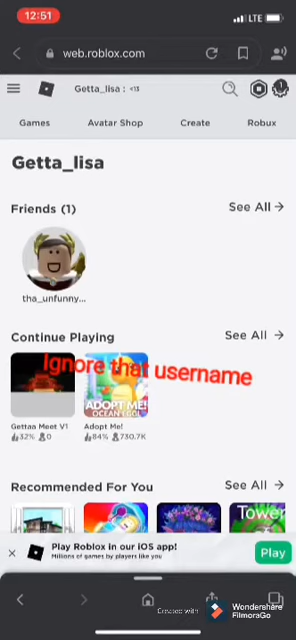 12:51
LTE
web.roblox.com
Getta_lisa : <13
1
Games
Avatar Shop
Create
Robux
Getta_lisa
Friends (1)
See All →
tha_unfunny...
Continue Playing
See All →
Ignore that username
ADOPT ME!
OCEAN EGG!
Gettaa Meet V1
Adopt Me!
32% 0
84% 730.7K
Recommended For You
See All →
Tower
Play Roblox in our iOS app!
Millions of games by players like you
Play
Created with
Wondershare
FilmoraGo